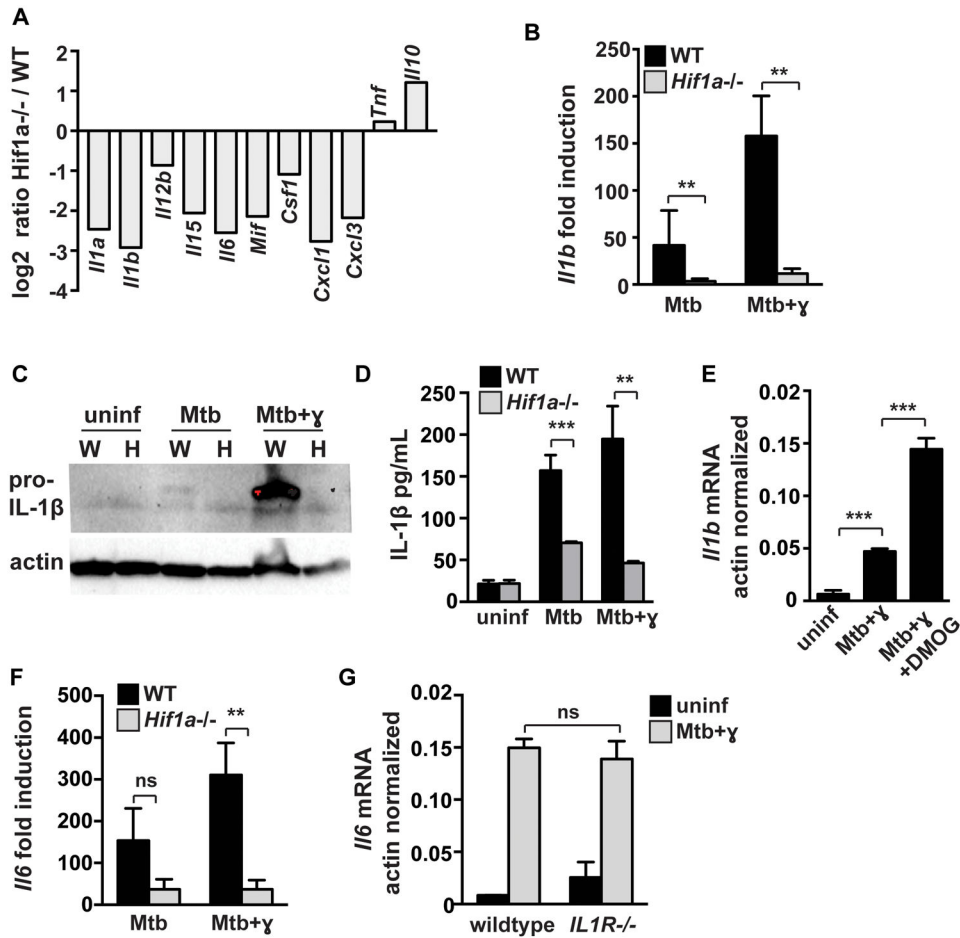 A
log2 ratio Hif1a-/- / WT
2
1
0
-1
-2
-3
-4
Il1a
Il1b
Il12b
Il15
Il6
Mif
Csf1
Cxcl1
Cxcl3
Tnf
Il10
B
WT
Hif1a-/-
Il1b fold induction
250
200
150
100
50
0
**
**
Mtb
Mtb+ɣ
C
uninf Mtb Mtb+ɣ
W H W H W H
pro-
IL-1β
actin
D
WT
Hif1a-/-
IL-1β pg/mL
250
200
150
100
50
0
***
**
uninf
Mtb
Mtb+ɣ
E
Il1b mRNA
actin normalized
0.02
0.15
0.05
0
***
***
uninf
Mtb+ɣ
Mtb+ɣ
+DMOG
F
WT
Hif1a-/-
Il6 fold induction
500
400
300
200
100
0
ns
**
Mtb
Mtb+ɣ
G
uninf
Mtb+ɣ
Il6 mRNA
actin normalized
0.02
0.15
0.05
0
ns
wildtype
IL1R-/-